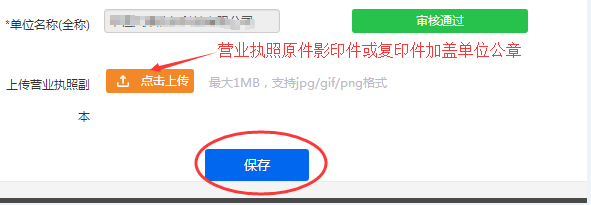 *单位名称(全称)
审核通过
营业执照原件影印件或复印件加盖单位公章
上传营业执照副本
点击上传
最大1MB，支持jpg/gif/png格式
保存